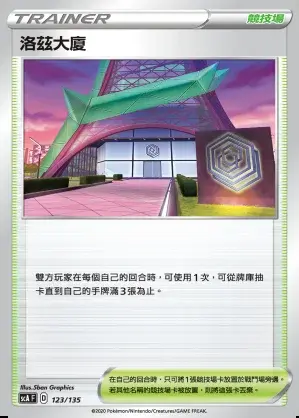 TRAINER 競技場
洛茲大廈
雙方玩家在每個自己的回合時，可使用1次，可從牌庫抽
卡直到自己的手牌滿3張為止。
Illus.5ban Graphics
scA F D 123/135
在自己的回合時，只可將1張競技場卡放置於戰鬥場旁邊。
若其他名稱的競技場卡被放置，則將這張卡丟棄。
©2020 Pokémon/Nintendo/Creatures/GAME FREAK.